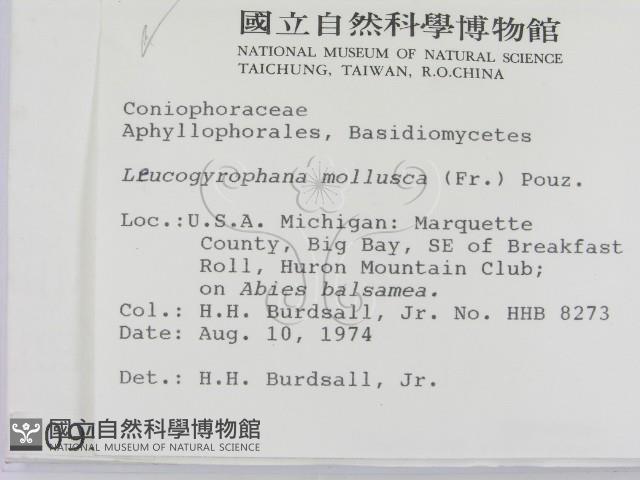 國立自然科學博物館
NATIONAL MUSEUM OF NATURAL SCIENCE
TAICHUNG, TAIWAN, R.O.CHINA
Coniophoraceae
Aphyllophorales, Basidiomycetes
Leucogyrophana mollusca (Fr.) Pouz.
Loc.:U.S.A. Michigan: Marquette
County, Big Bay, SE of Breakfast
Roll, Huron Mountain Club;
on Abies balsamea.
Col.: H.H. Burdsall, Jr. No. HHB 8273
Date: Aug. 10, 1974
Det.: H.H. Burdsall, Jr.
國立自然科學博物館
NATIONAL MUSEUM OF NATURAL SCIENCE